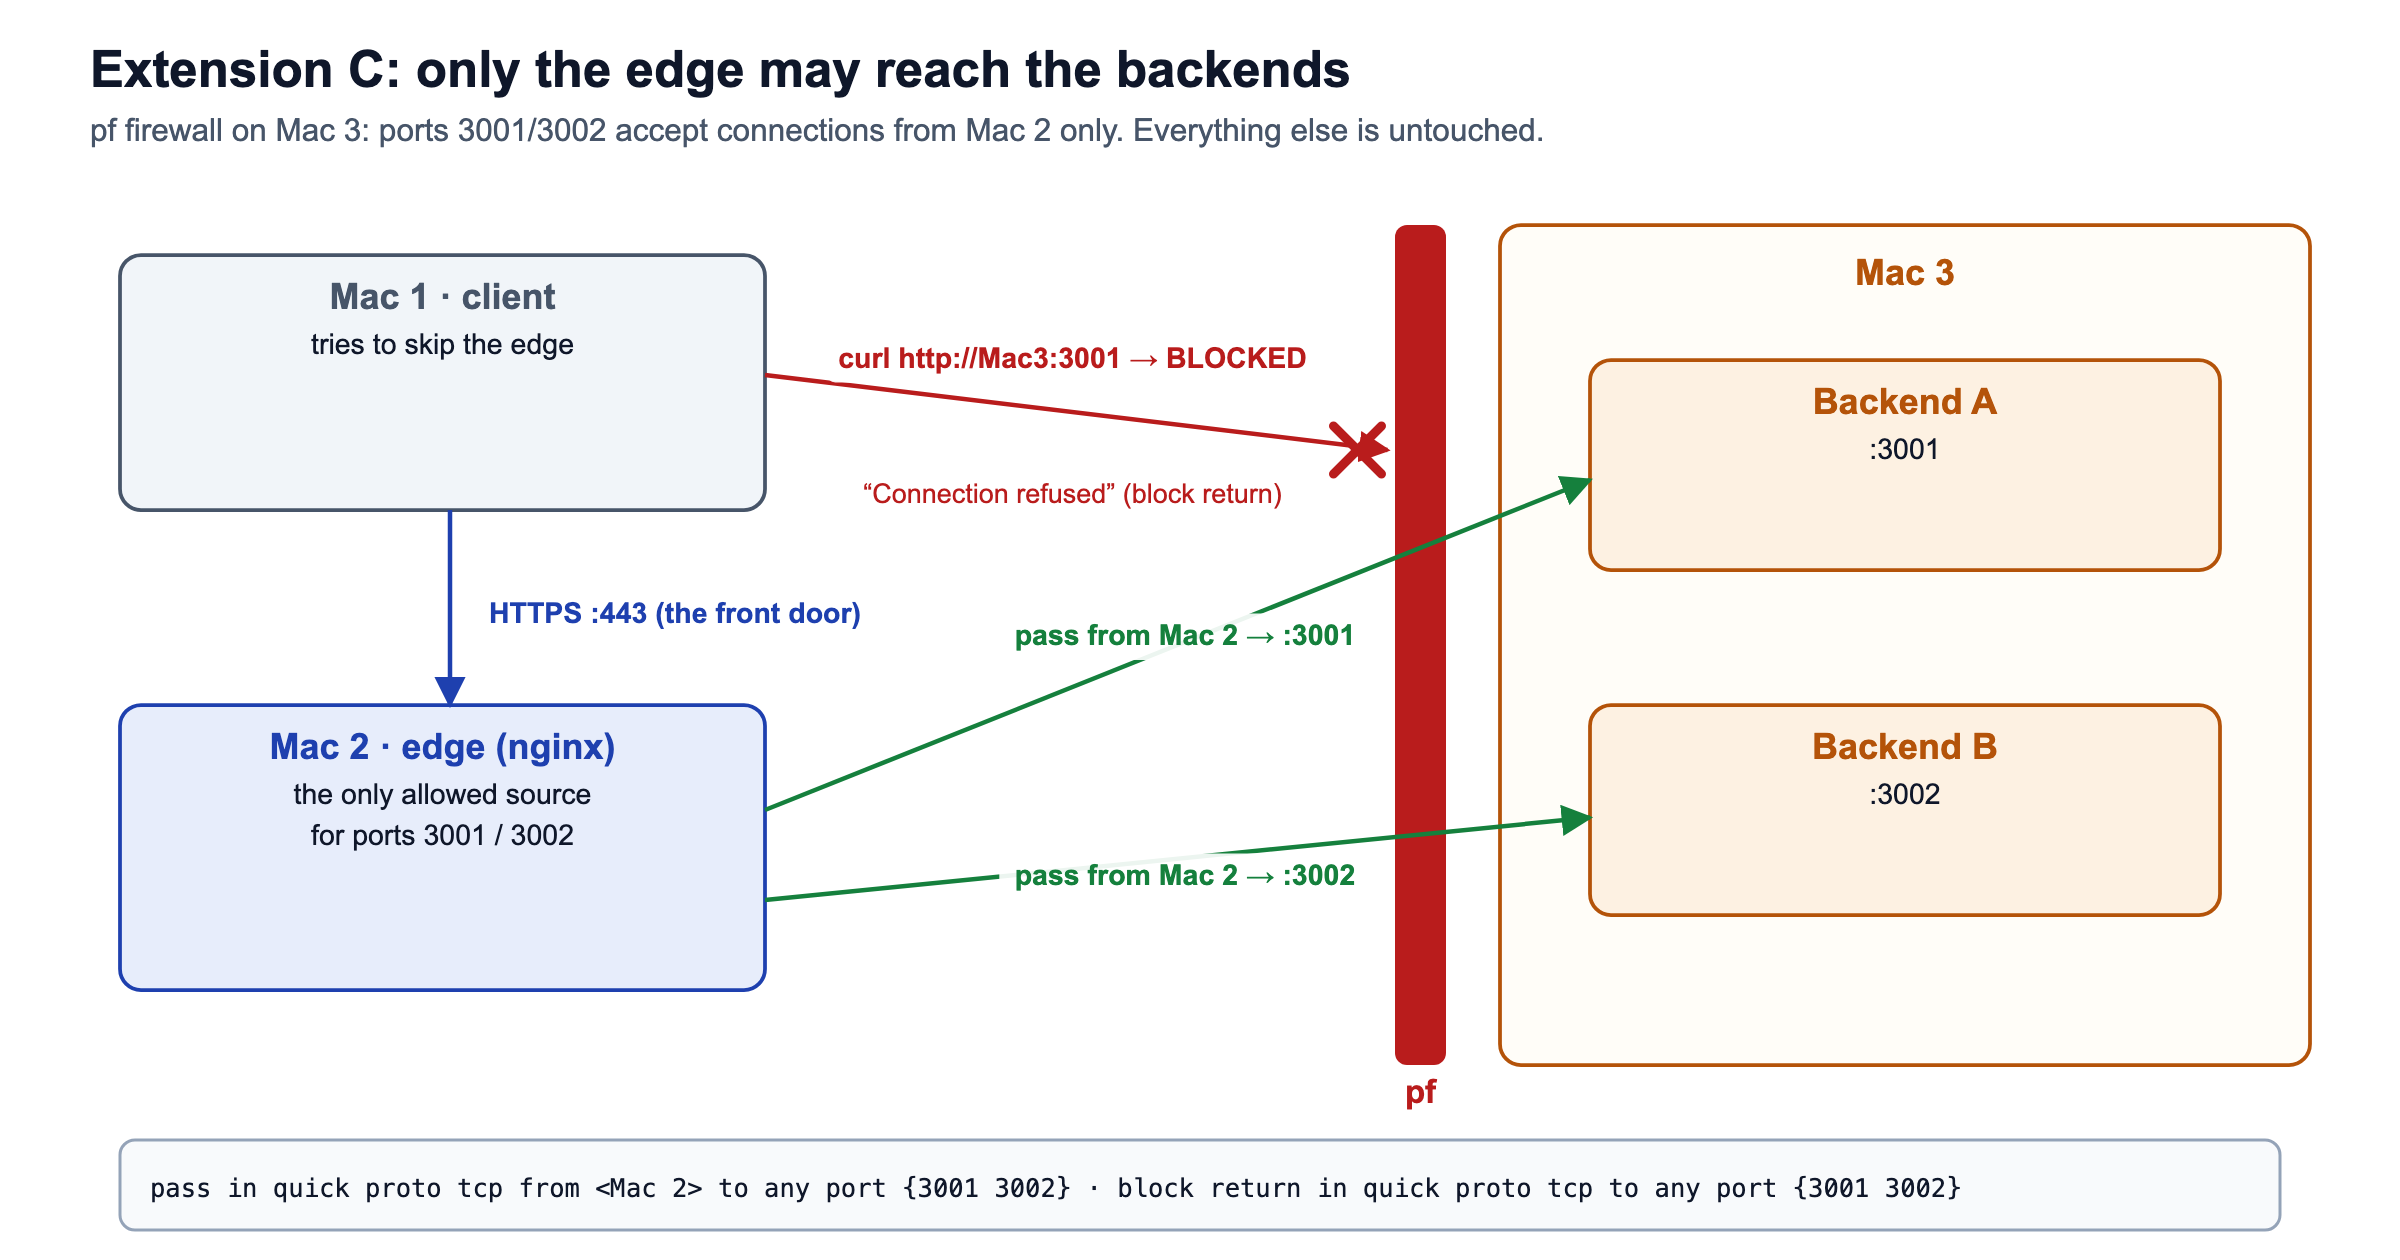 Extension C: only the edge may reach the backends
pf firewall on Mac 3: ports 3001/3002 accept connections from Mac 2 only. Everything else is untouched.
Mac 1 · client
tries to skip the edge
curl http://Mac3:3001 → BLOCKED
“Connection refused” (block return)
HTTPS :443 (the front door)
Mac 2 · edge (nginx)
the only allowed source
for ports 3001 / 3002
pass from Mac 2 → :3001
pass from Mac 2 → :3002
pf
Mac 3
Backend A
:3001
Backend B
:3002
pass in quick proto tcp from <Mac 2> to any port {3001 3002} · block return in quick proto tcp to any port {3001 3002}